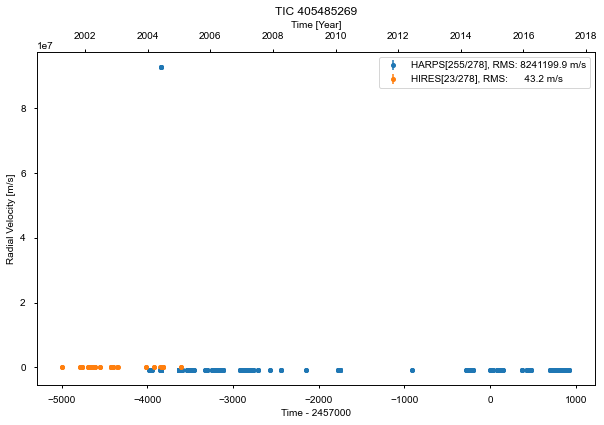 TIC 405485269
Time [Year]
2002 2004 2006 2008 2010 2012 2014 2016 2018
1e7
HARPS[255/278], RMS: 8241199.9 m/s
HIRES[23/278], RMS: 43.2 m/s
8
6
4
2
0
Radial Velocity [m/s]
−5000 −4000 −3000 −2000 −1000 0 1000
Time - 2457000